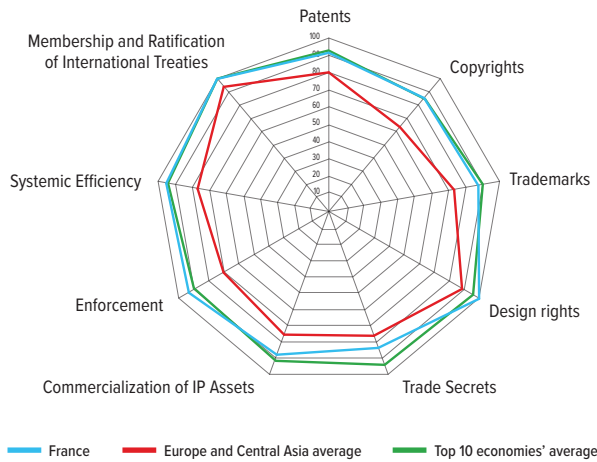 Patents
Copyrights
Trademarks
Design rights
Trade Secrets
Commercialization of IP Assets
Enforcement
Systemic Efficiency
Membership and Ratification
of International Treaties
100
90
80
70
60
50
40
30
20
10
France
Europe and Central Asia average
Top 10 economies’ average